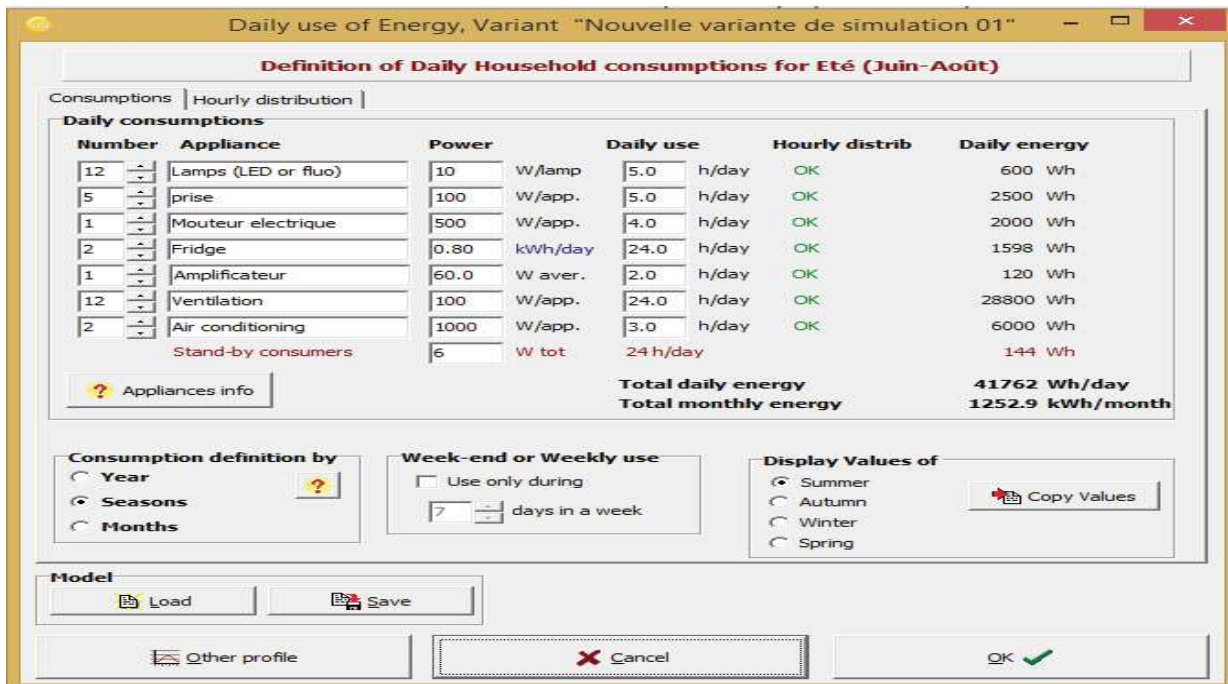 Daily use of Energy, Variant "Nouvelle variante de simulation 01"
Definition of Daily Household consumptions for Eté (Juin-Août)
Consumptions Hourly distribution
Daily consumptions
Number Appliance Power Daily use Hourly distrib Daily energy
12 Lamps (LED or fluo) 10 W/lamp 5.0 h/day OK 600 Wh
5 prise 100 W/app. 5.0 h/day OK 2500 Wh
1 Mouteur electrique 500 W/app. 4.0 h/day OK 2000 Wh
2 Fridge 0.80 kWh/day 24.0 h/day OK 1598 Wh
1 Amplificateur 60.0 W aver. 2.0 h/day OK 120 Wh
12 Ventilation 100 W/app. 24.0 h/day OK 28800 Wh
2 Air conditioning 1000 W/app. 3.0 h/day OK 6000 Wh
Stand-by consumers 6 W tot 24 h/day 144 Wh
? Appliances info
Total daily energy 41762 Wh/day
Total monthly energy 1252.9 kWh/month
Consumption definition by
Year
?
Seasons
Months
Week-end or Weekly use
Use only during
7 days in a week
Display Values of
Summer
Autumn
Winter
Spring
Copy Values
Model
Load Save
Other profile Cancel OK